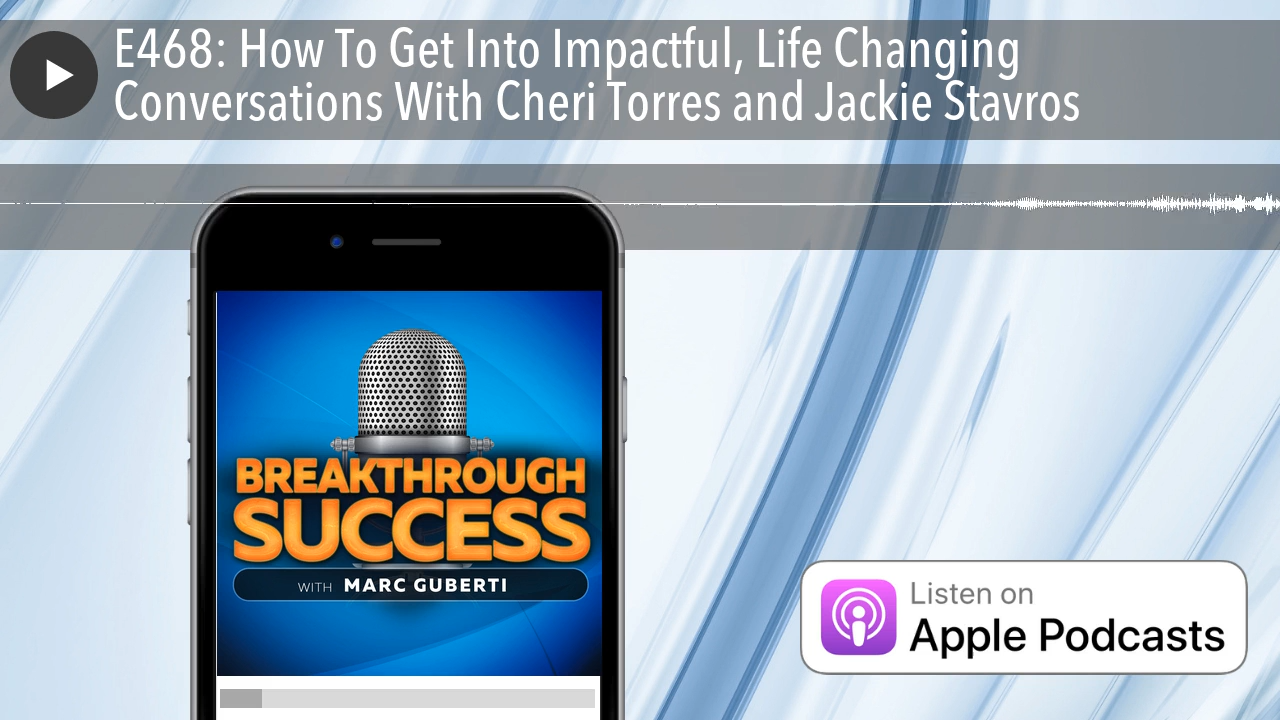 E468: How To Get Into Impactful, Life Changing
Conversations With Cheri Torres and Jackie Stavros
BREAKTHROUGH
SUCCESS
WITH MARC GUBERTI
Listen on
Apple Podcasts